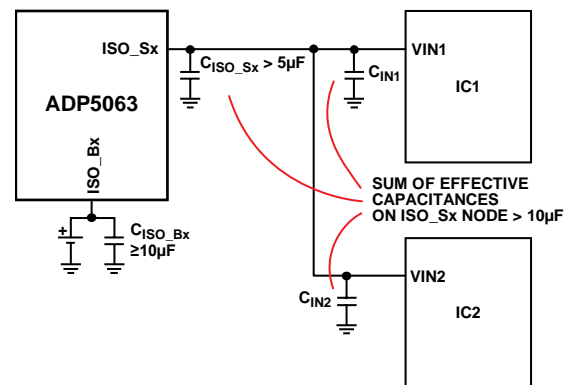 ISO_Sx
ADP5063
ISO_Bx
CISO_Sx > 5µF
CIN1
VIN1
IC1
SUM OF EFFECTIVE
CAPACITANCES
ON ISO_Sx NODE > 10µF
+
CISO_Bx
≥10µF
CIN2
VIN2
IC2